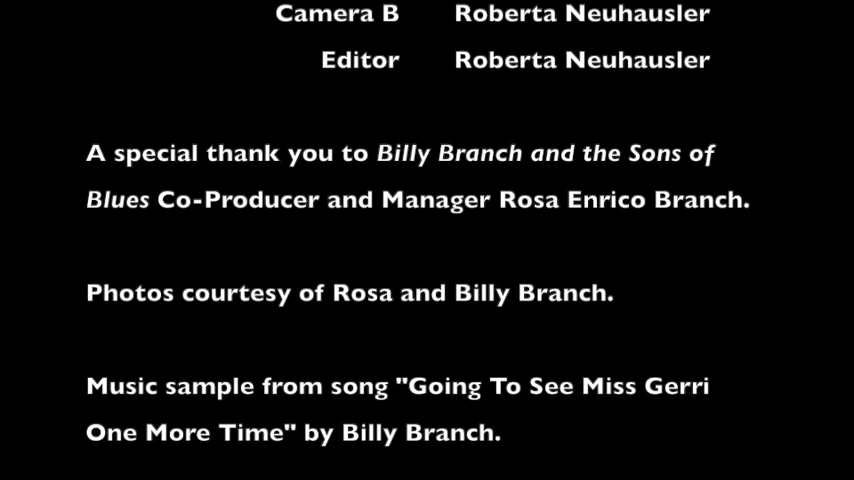 Camera B Roberta Neuhausler
Editor Roberta Neuhausler
A special thank you to Billy Branch and the Sons of
Blues Co-Producer and Manager Rosa Enrico Branch.
Photos courtesy of Rosa and Billy Branch.
Music sample from song "Going To See Miss Gerri
One More Time" by Billy Branch.